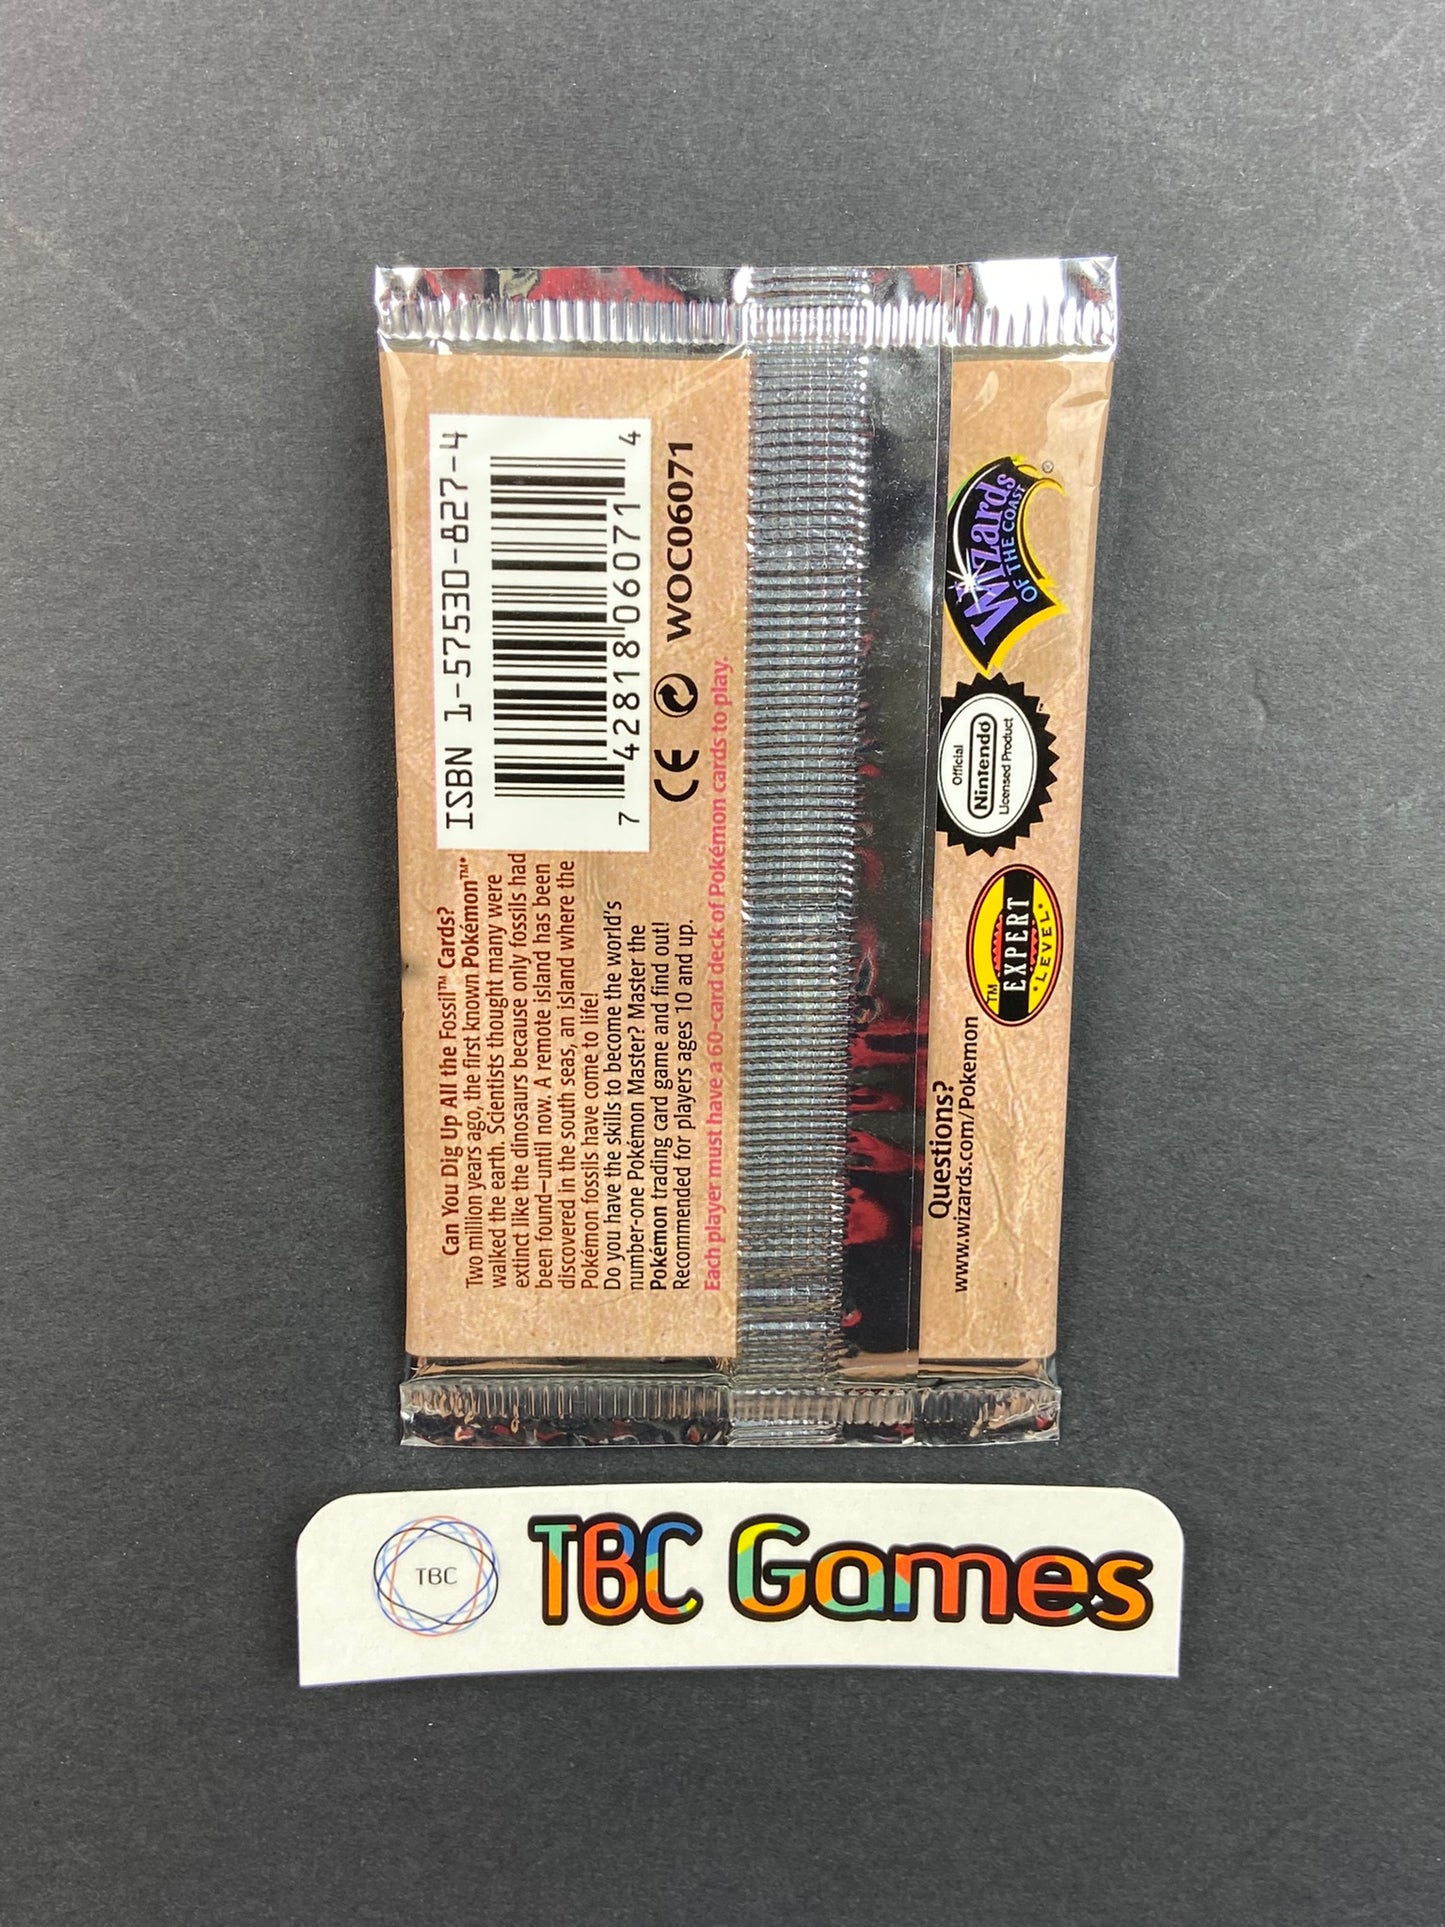 Can You Dig Up All the Fossil™ Cards?
Two million years ago, the first known Pokémon™•
walked the earth. Scientists thought many were
extinct like the dinosaurs because only fossils had
been found–until now. A remote island has been
discovered in the south seas, an island where the
Pokémon fossils have come to life!
Do you have the skills to become the world's
number-one Pokémon Master? Master the
Pokémon trading card game and find out!
Recommended for players ages 10 and up.
Each player must have a 60-card deck of Pokémon cards to play.
ISBN 1-57530-827-4
7 42818 06071 4
CE WOC06071
Questions?
www.wizards.com/Pokemon
™
EXPERT
•LEVEL•
Official
Nintendo
Licensed Product
™
Wizards
OF THE COAST
®
TBC
TBC Games